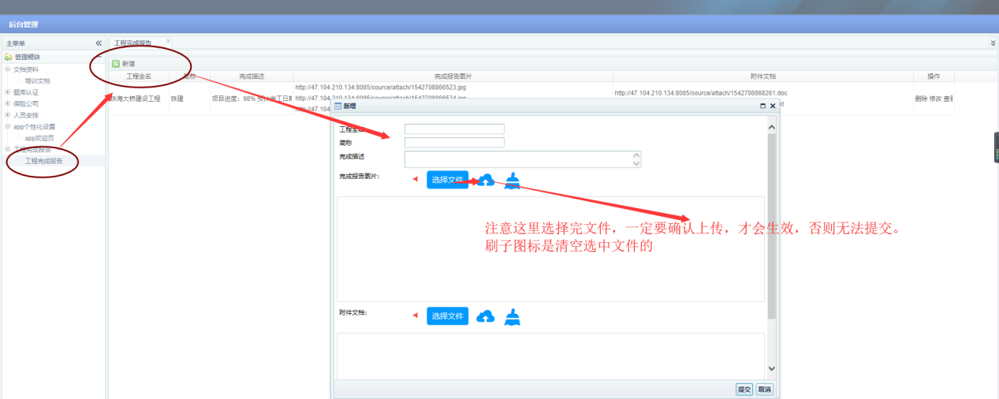 后台管理
主菜单
工程完成报告
管理模块
新增
文档资料
培训文档
题库认证
保险公司
人员安排
app个性化设置
app欢迎页
工程完成报告
工程完成报告
工程全名 简称 完成描述 完成报告图片 附件文档 操作
http://47.104.210.134:8085/source/attach/1542708866523.jpg
珠海大桥建设工程 珠建 项目进度：98% 预计完工日期 http://47.104.210.134:8085/source/attach/1542708866524.jpg
http://47.104
http://47.104.210.134:8085/source/attach/1542708868261.doc
删除 修改 查
新增
工程全名
简称
完成描述
完成报告图片:
选择文件
注意这里选择完文件，一定要确认上传，才会生效，否则无法提交。
刷子图标是清空选中文件的
附件文档:
选择文件
提交 取消